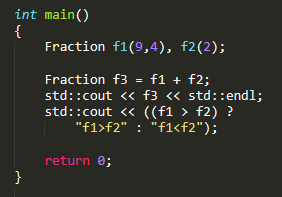 int main()
{
    Fraction f1(9,4), f2(2);
    Fraction f3 = f1 + f2;
    std::cout << f3 << std::endl;
    std::cout << ((f1 > f2) ?
        "f1>f2" : "f1<f2");
    return 0;
}